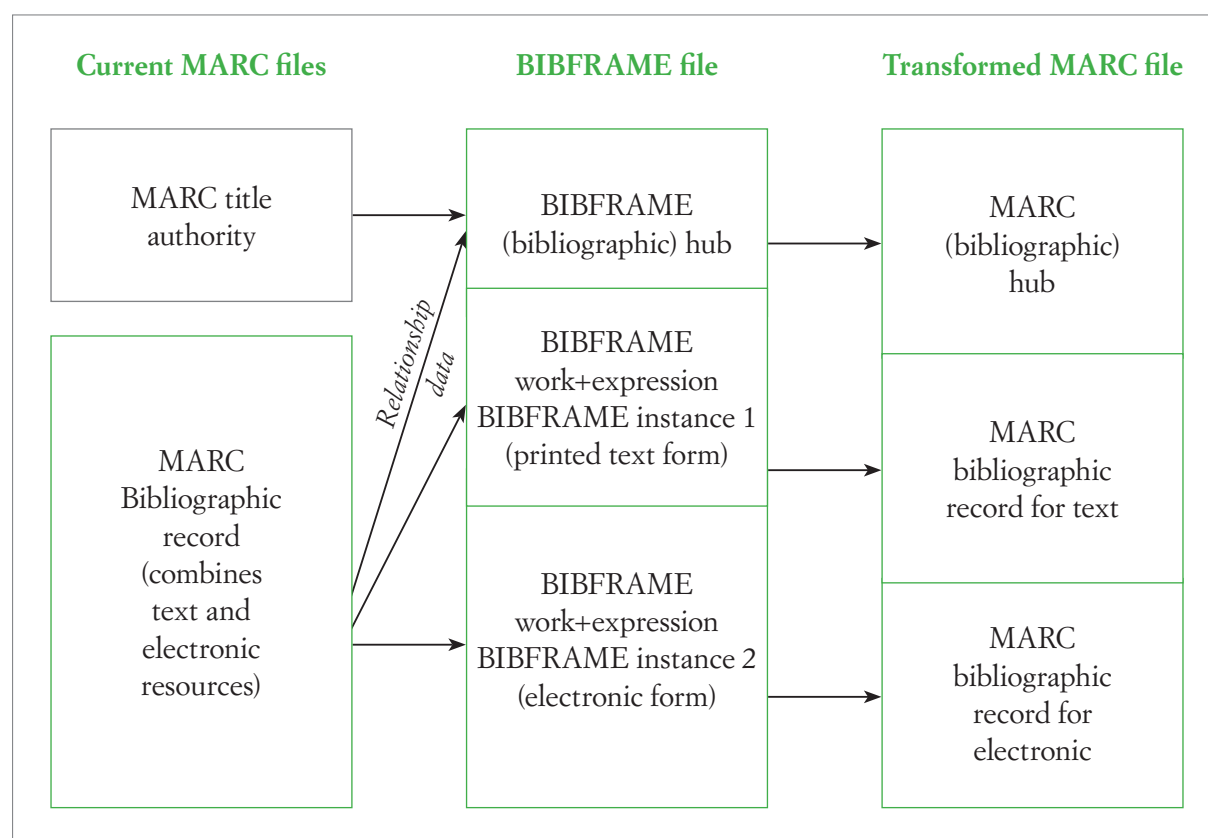 Current MARC files
BIBFRAME file
Transformed MARC file
MARC title
authority
BIBFRAME
(bibliographic) hub
MARC
(bibliographic)
hub
Relationship
data
MARC
Bibliographic
record
(combines
text and
electronic
resources)
BIBFRAME
work+expression
BIBFRAME instance 1
(printed text form)
MARC
bibliographic
record for text
BIBFRAME
work+expression
BIBFRAME instance 2
(electronic form)
MARC
bibliographic
record for
electronic